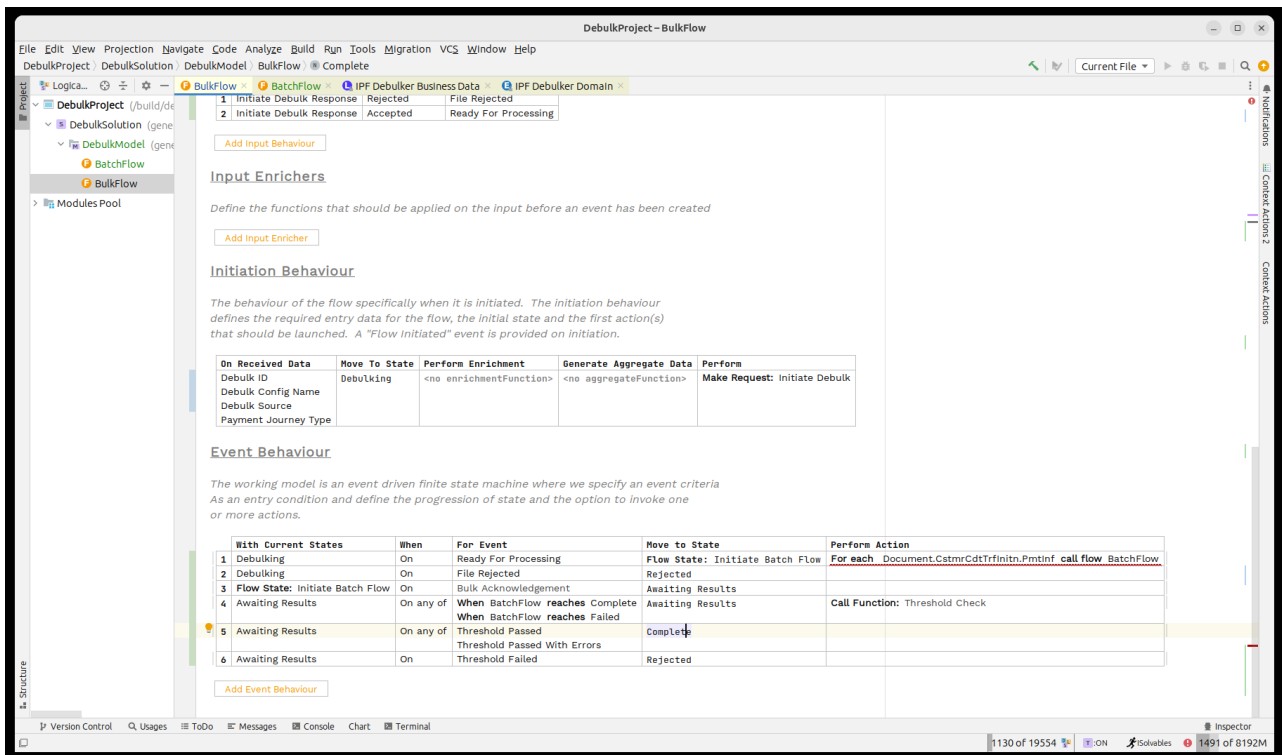 DebulkProject – BulkFlow
File Edit View Projection Navigate Code Analyze Build Run Tools Migration VCS Window Help
DebulkProject DebulkSolution DebulkModel BulkFlow Complete
Current File
Project
Logica...
BulkFlow
BatchFlow
IPF Debulker Business Data
IPF Debulker Domain
DebulkProject (/build/de
DebulkSolution (gene
DebulkModel (gene
BatchFlow
BulkFlow
Modules Pool
1 Initiate Debulk Response Rejected File Rejected
2 Initiate Debulk Response Accepted Ready For Processing
Add Input Behaviour
Input Enrichers
Define the functions that should be applied on the input before an event has been created
Add Input Enricher
Initiation Behaviour
The behaviour of the flow specifically when it is initiated. The initiation behaviour
defines the required entry data for the flow, the initial state and the first action(s)
that should be launched. A "Flow Initiated" event is provided on initiation.
On Received Data Move To State Perform Enrichment Generate Aggregate Data Perform
Debulk ID Debulking <no enrichmentFunction> <no aggregateFunction> Make Request: Initiate Debulk
Debulk Config Name
Debulk Source
Payment Journey Type
Event Behaviour
The working model is an event driven finite state machine where we specify an event criteria
As an entry condition and define the progression of state and the option to invoke one
or more actions.
With Current States When For Event Move to State Perform Action
1 Debulking On Ready For Processing Flow State: Initiate Batch Flow For each Document.CstmrCdtTrfInitn.PmtInf call flow BatchFlow
2 Debulking On File Rejected Rejected
3 Flow State: Initiate Batch Flow On Bulk Acknowledgement Awaiting Results
4 Awaiting Results On any of When BatchFlow reaches Complete Awaiting Results Call Function: Threshold Check
When BatchFlow reaches Failed
5 Awaiting Results On any of Threshold Passed Complete
Threshold Passed With Errors
6 Awaiting Results On Threshold Failed Rejected
Add Event Behaviour
Notifications
Context Actions 2
Context Actions
Structure
Version Control Usages ToDo Messages Console Chart Terminal
Inspector
1130 of 19554 T:ON !Solvables 1491 of 8192M